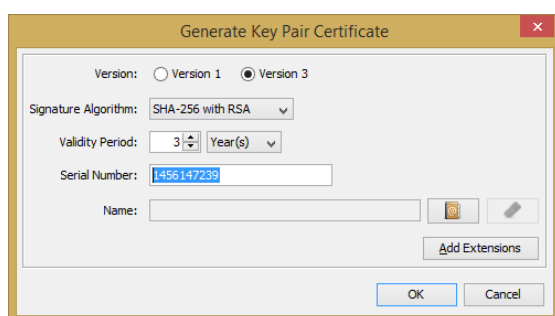 Generate Key Pair Certificate
Version: Version 1 Version 3
Signature Algorithm: SHA-256 with RSA
Validity Period: 3 Year(s)
Serial Number: 1456147239
Name:
Add Extensions
OK Cancel